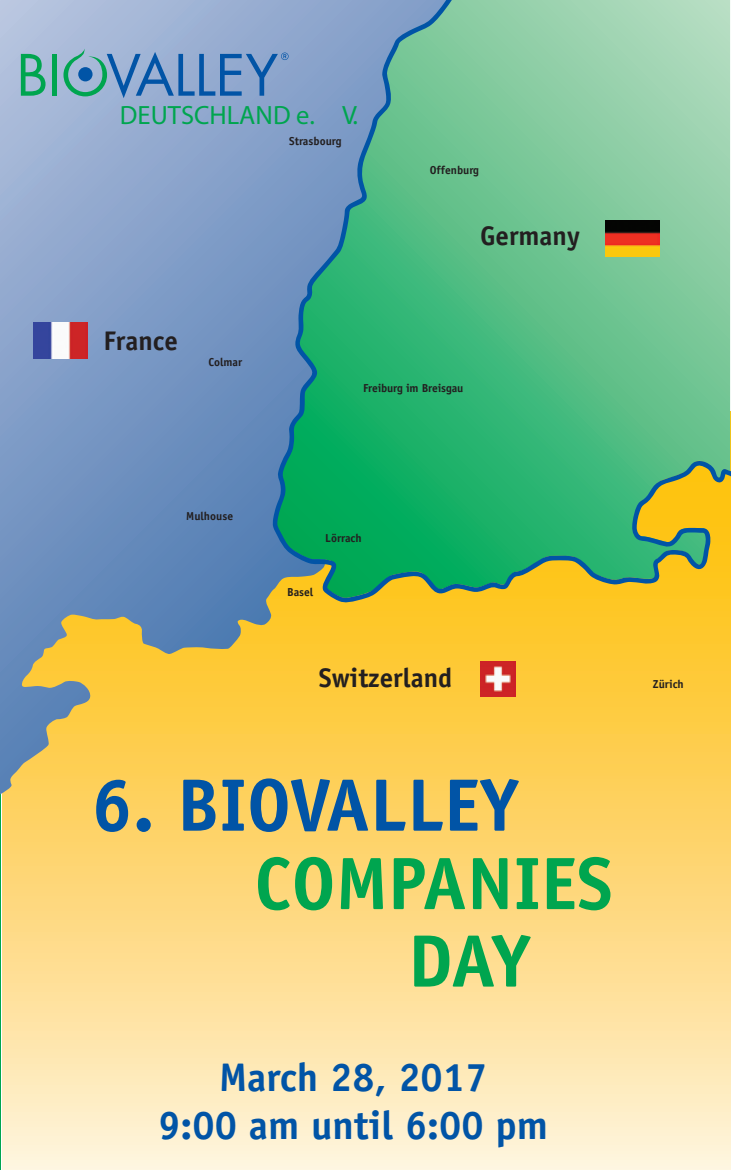 BIOVALLEY®
DEUTSCHLAND e. V.
Strasbourg
Offenburg
Germany
France
Colmar
Freiburg im Breisgau
Mulhouse
Lörrach
Basel
Switzerland
Zürich
6. BIOVALLEY
COMPANIES
DAY
March 28, 2017
9:00 am until 6:00 pm